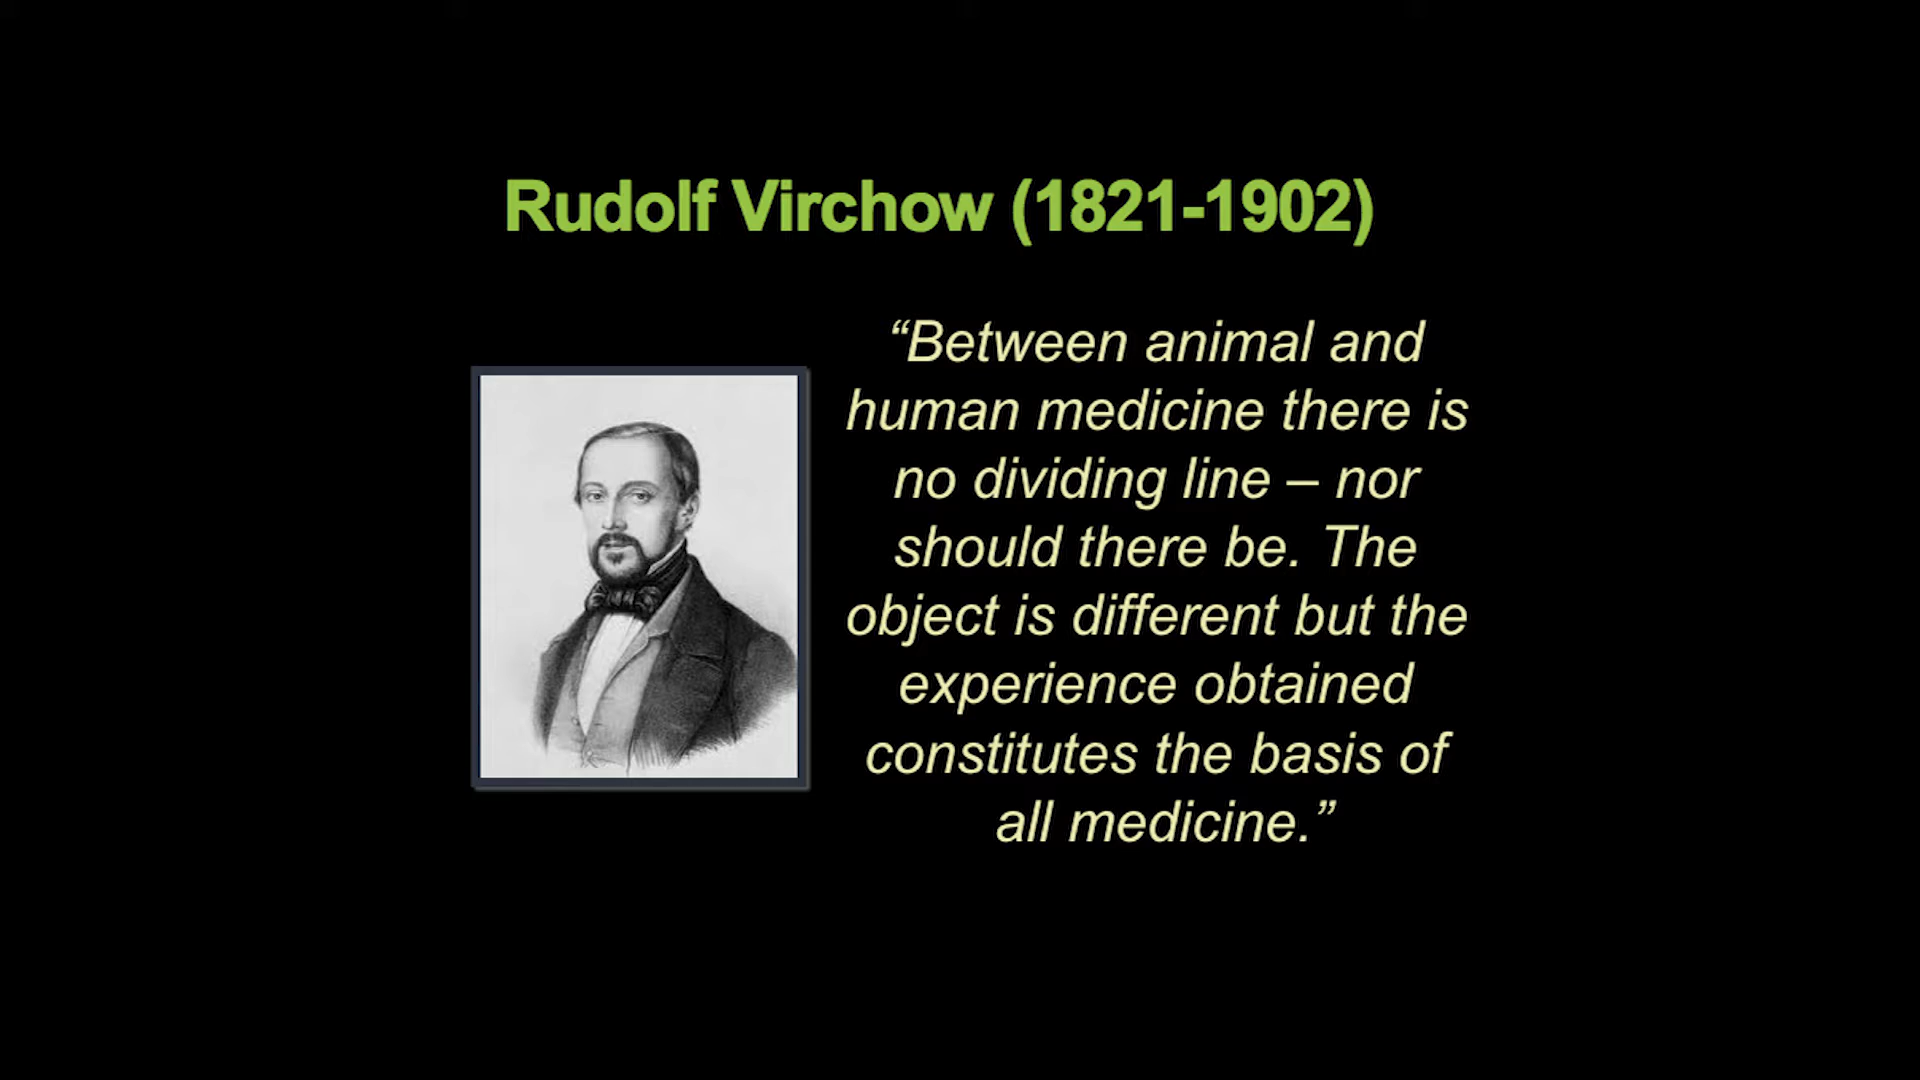 Rudolf Virchow (1821-1902)
“Between animal and
human medicine there is
no dividing line – nor
should there be. The
object is different but the
experience obtained
constitutes the basis of
all medicine.”